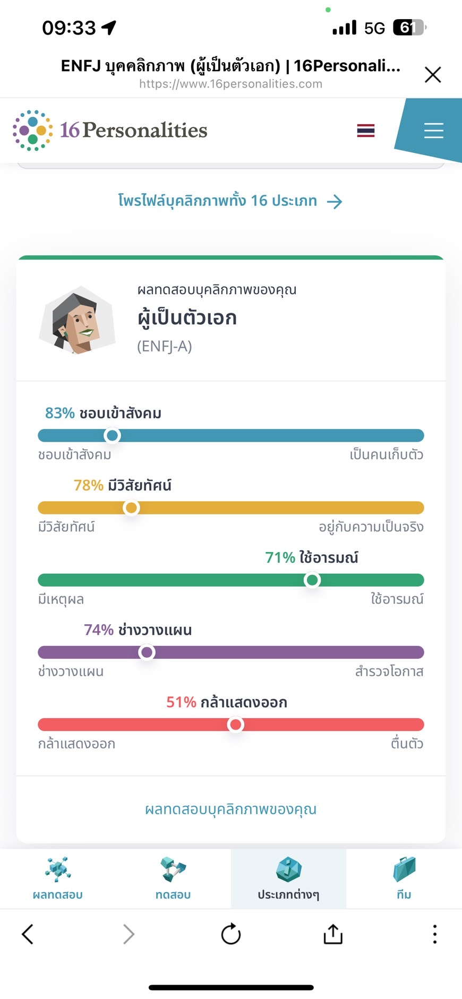 09:33
5G
61
ENFJ บุคคลิกภาพ (ผู้เป็นตัวเอก) | 16Personali...
https://www.16personalities.com
16Personalities
โพรไฟล์บุคลิกภาพทั้ง 16 ประเภท
ผลทดสอบบุคลิกภาพของคุณ
ผู้เป็นตัวเอก
(ENFJ-A)
83% ชอบเข้าสังคม
ชอบเข้าสังคม เป็นคนเก็บตัว
78% มีวิสัยทัศน์
มีวิสัยทัศน์ อยู่กับความเป็นจริง
71% ใช้อารมณ์
มีเหตุผล ใช้อารมณ์
74% ช่างวางแผน
ช่างวางแผน สำรวจโอกาส
51% กล้าแสดงออก
กล้าแสดงออก ตื่นตัว
ผลทดสอบบุคลิกภาพของคุณ
ผลทดสอบ ทดสอบ ประเภทต่างๆ ทีม